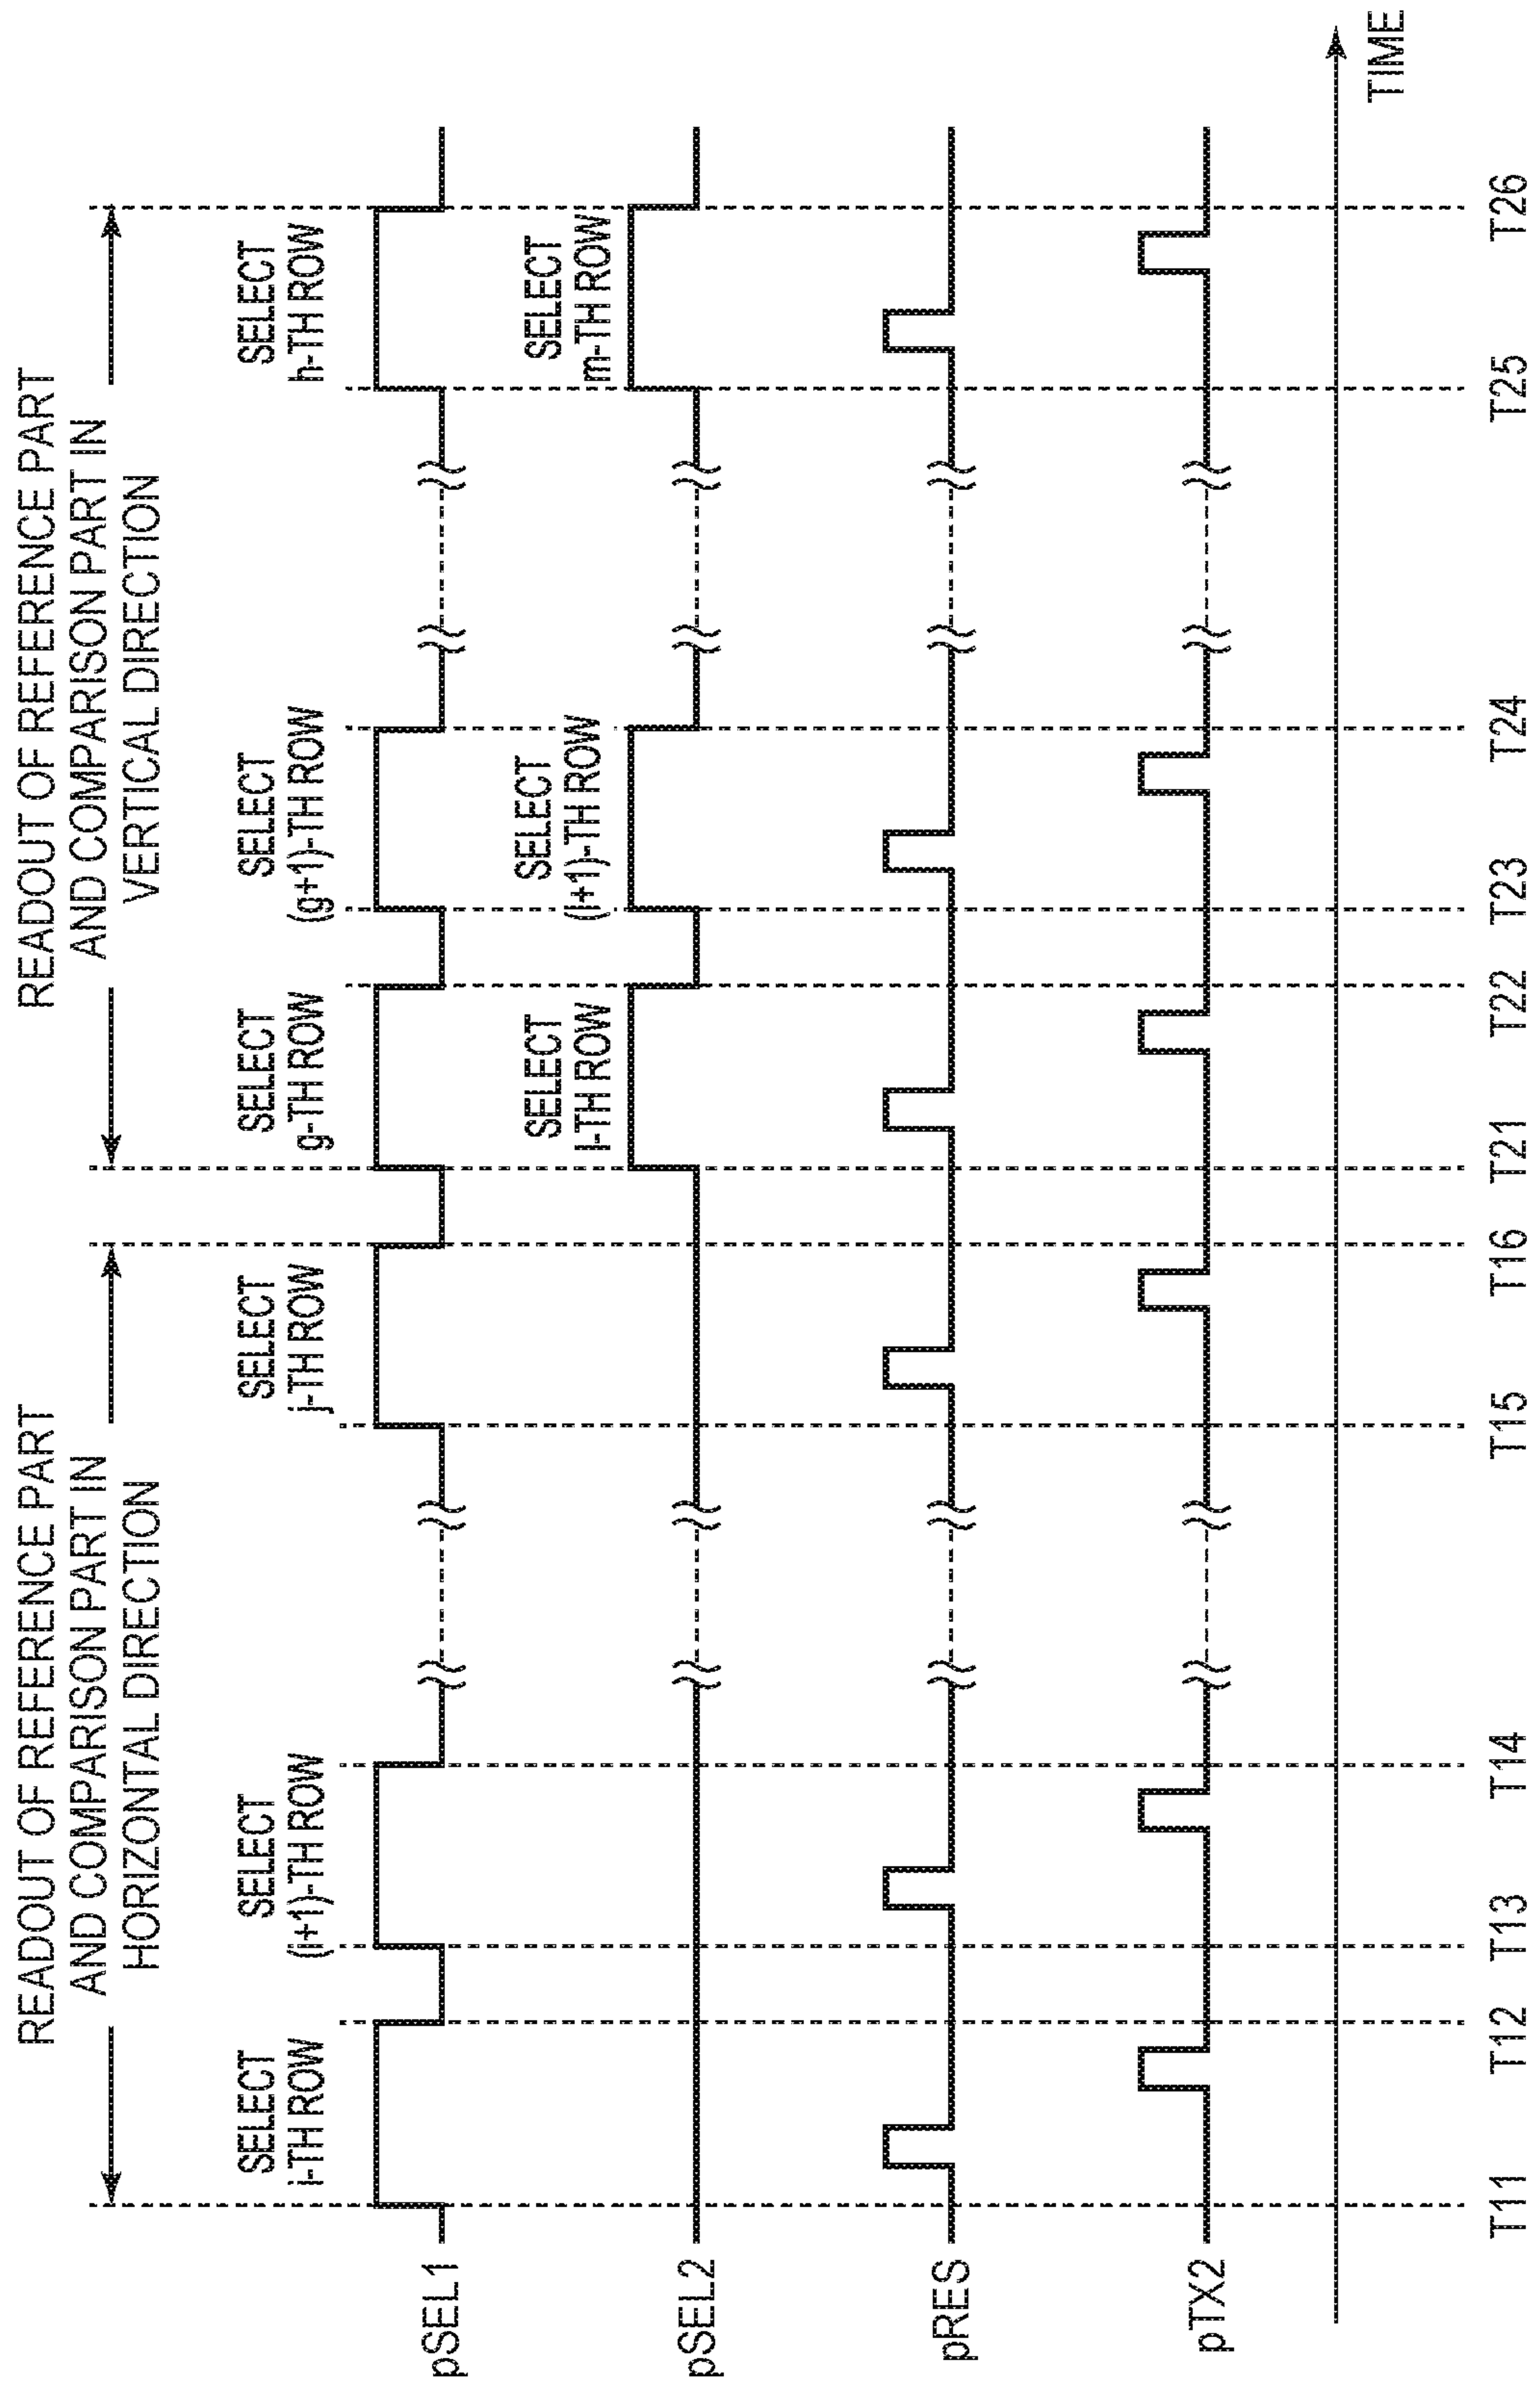 READOUT OF REFERENCE PART
AND COMPARISON PART IN
HORIZONTAL DIRECTION
READOUT OF REFERENCE PART
AND COMPARISON PART IN
VERTICAL DIRECTION
SELECT
i-TH ROW
SELECT
(i+1)-TH ROW
SELECT
j-TH ROW
SELECT
g-TH ROW
SELECT
(g+1)-TH ROW
SELECT
h-TH ROW
pSEL1
SELECT
l-TH ROW
SELECT
(l+1)-TH ROW
SELECT
m-TH ROW
pSEL2
pRES
pTX2
TIME
T11 T12 T13 T14 T15 T16 T21 T22 T23 T24 T25 T26